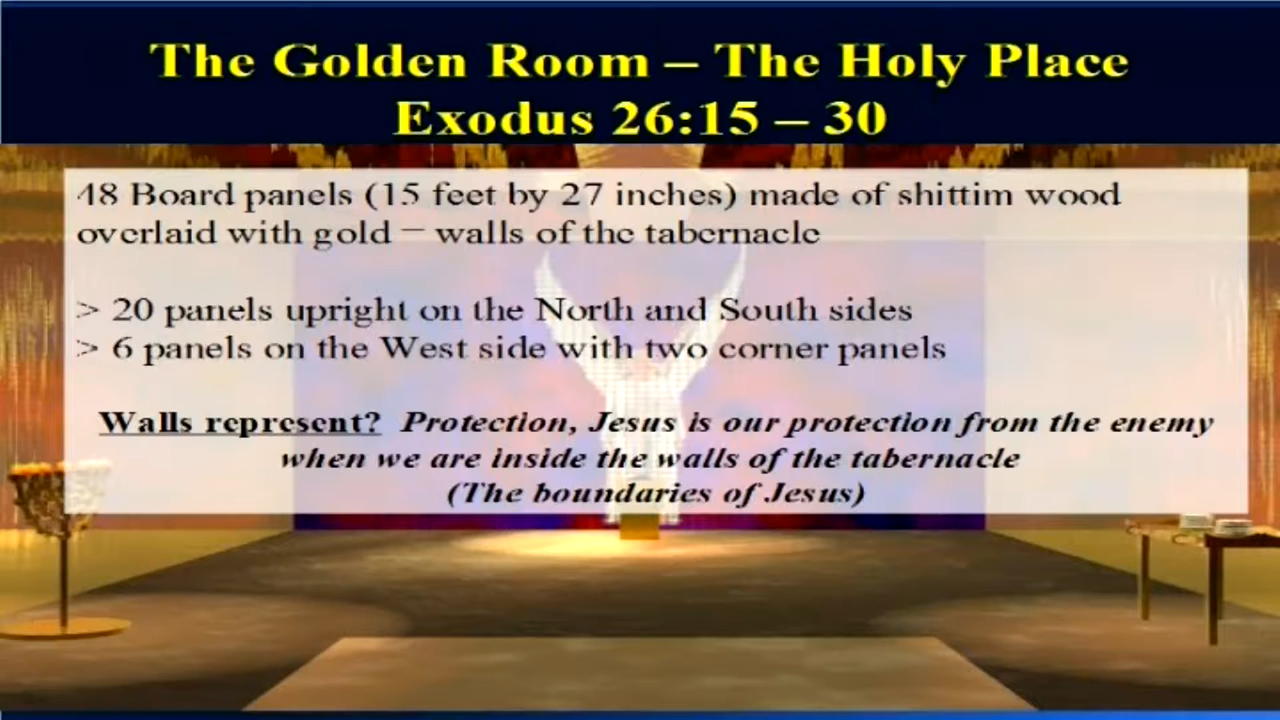 The Golden Room – The Holy Place
Exodus 26:15 – 30
48 Board panels (15 feet by 27 inches) made of shittim wood
overlaid with gold – walls of the tabernacle
> 20 panels upright on the North and South sides
> 6 panels on the West side with two corner panels
Walls represent? Protection, Jesus is our protection from the enemy
when we are inside the walls of the tabernacle
(The boundaries of Jesus)